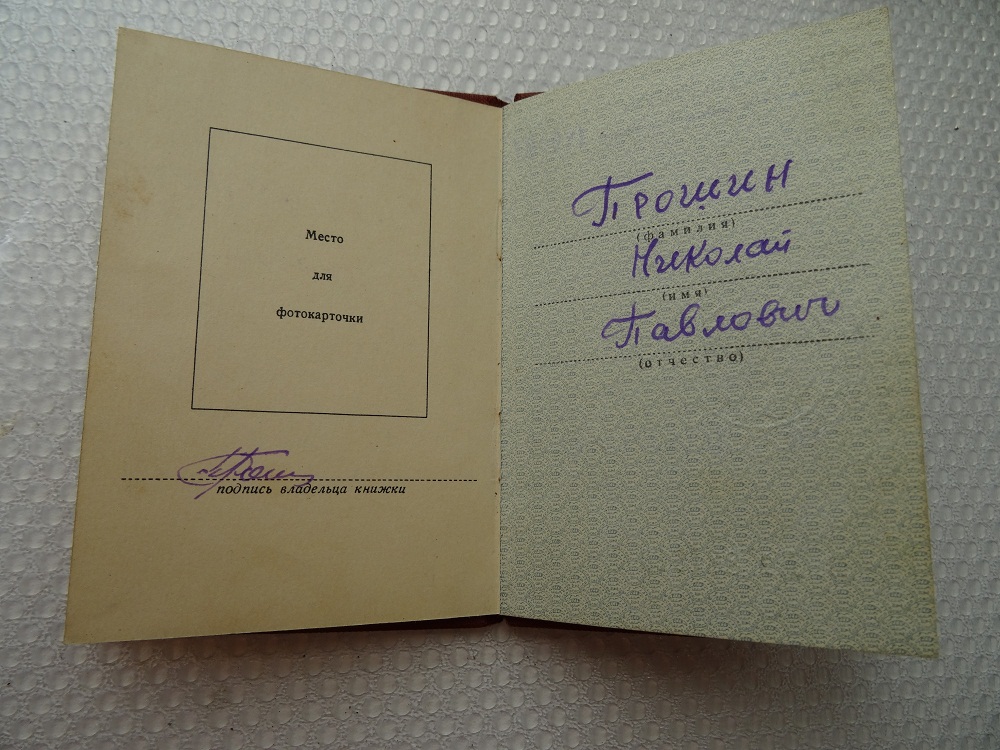 Место
для
фотокарточки
подпись владельца книжки
Прошин
(фамилия)
Николай
(имя)
Павлович
(отчество)